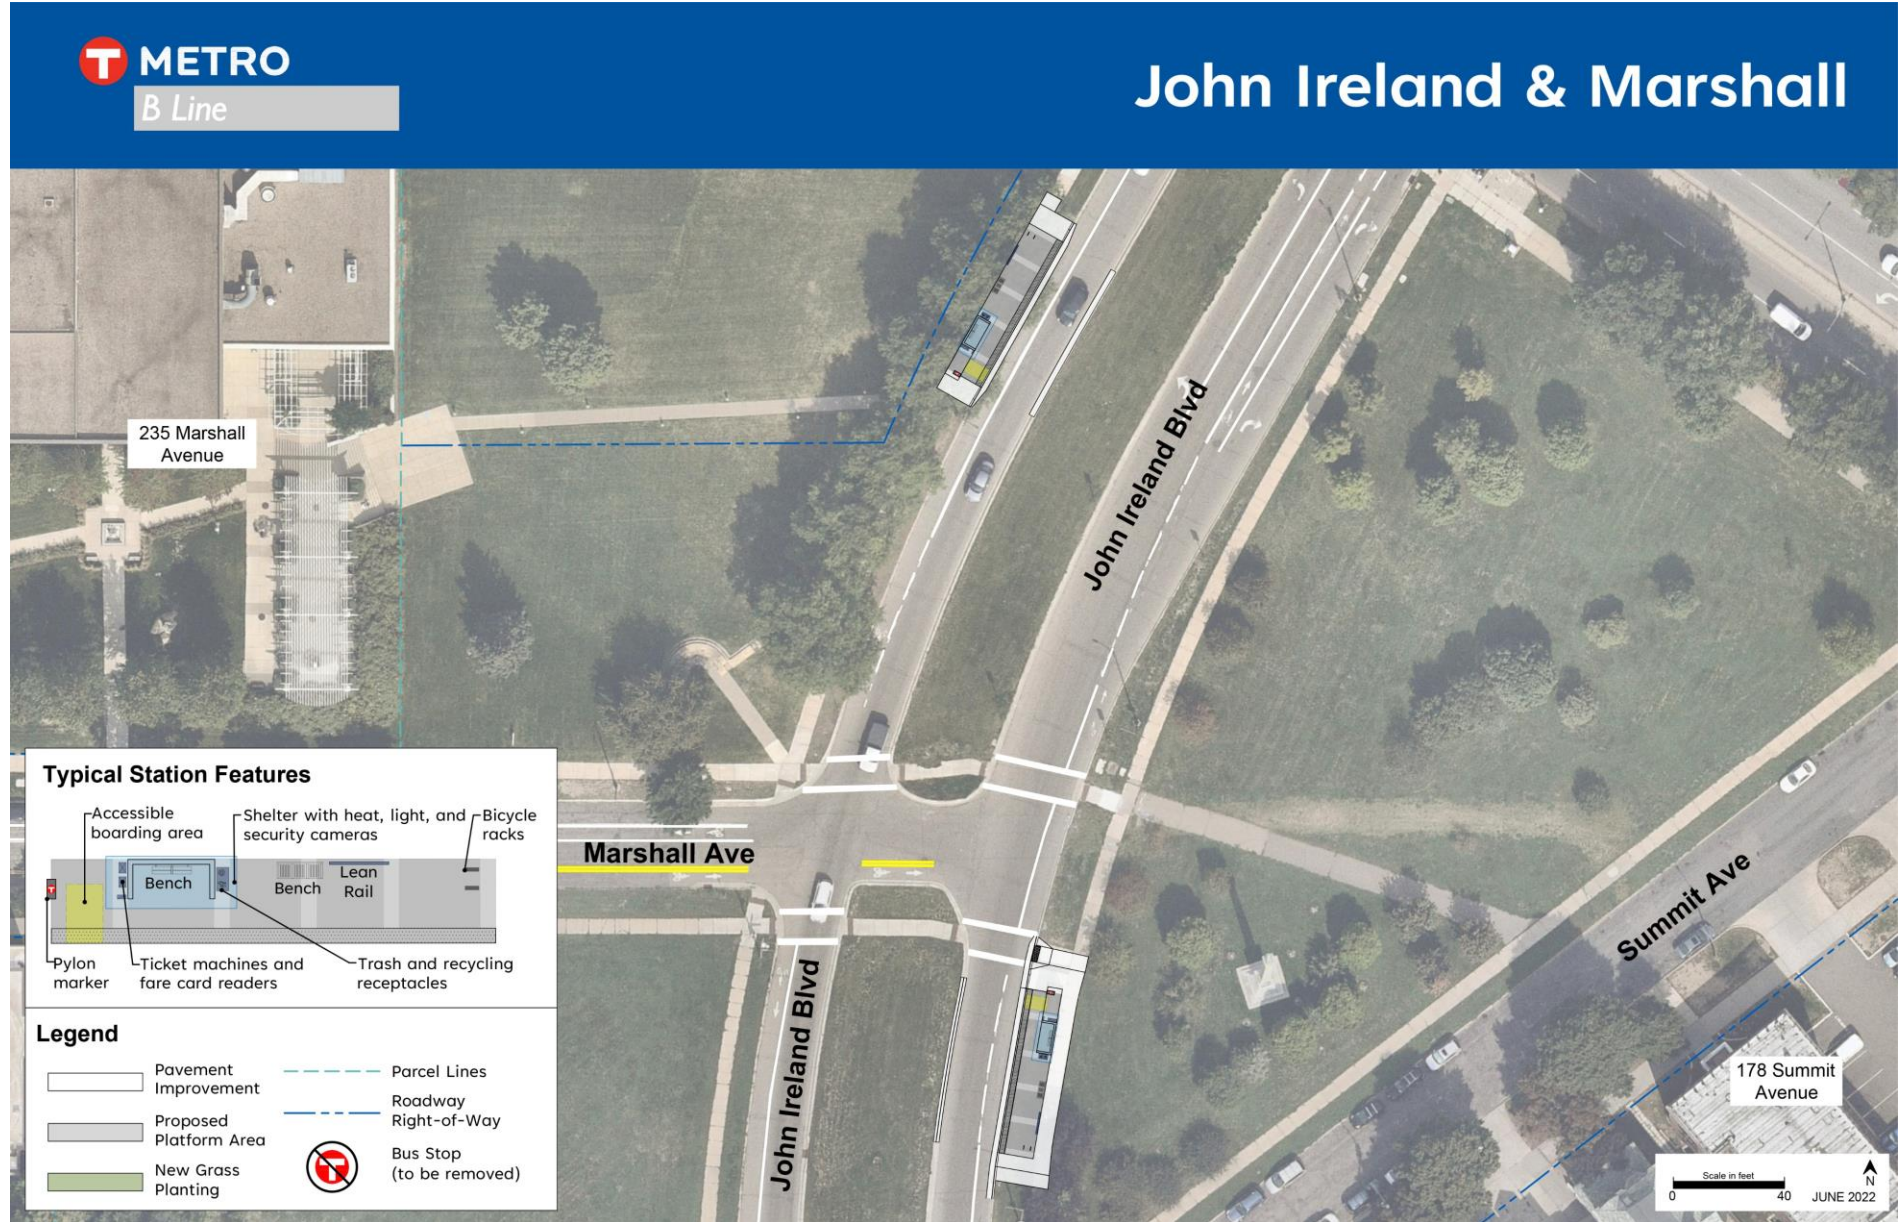 T METRO
B Line
John Ireland & Marshall
235 Marshall
Avenue
John Ireland Blvd
Marshall Ave
John Ireland Blvd
Summit Ave
178 Summit
Avenue
Typical Station Features
Accessible
boarding area
Shelter with heat, light, and
security cameras
Bicycle
racks
T
Bench
Bench
Lean
Rail
Pylon
marker
Ticket machines and
fare card readers
Trash and recycling
receptacles
Legend
Pavement
Improvement
Proposed
Platform Area
New Grass
Planting
Parcel Lines
Roadway
Right-of-Way
T
Bus Stop
(to be removed)
Scale in feet
0 40
N
JUNE 2022